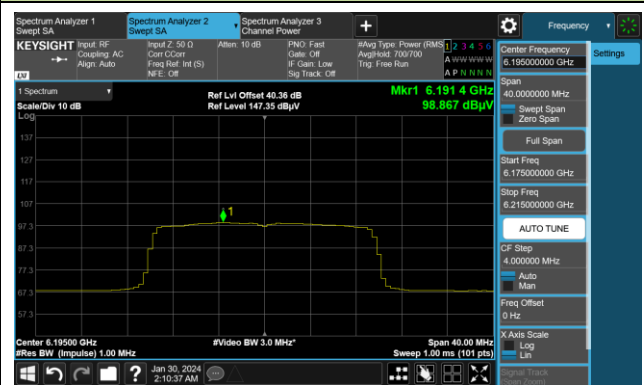 Spectrum Analyzer 1
Swept SA
Spectrum Analyzer 2
Swept SA
Spectrum Analyzer 3
Channel Power
Frequency
KEYSIGHT
Input: RF
Coupling: AC
Align: Auto
Input Z: 50 Ω
Corr CCorr
Freq Ref: Int (S)
NFE: Off
Atten: 10 dB
PNO: Fast
Gate: Off
IF Gain: Low
Sig Track: Off
#Avg Type: Power (RMS
Avg|Hold: 700/700
Trig: Free Run
1 2 3 4 5 6
A W W W W W
A P N N N N
LXI
1 Spectrum
Scale/Div 10 dB
Ref Lvl Offset 40.36 dB
Ref Level 147.35 dBµV
Mkr1 6.191 4 GHz
98.867 dBµV
Log
137
127
117
107
97.3
87.3
77.3
67.3
57.3
1
Center 6.19500 GHz
#Res BW (Impulse) 1.00 MHz
#Video BW 3.0 MHz*
Span 40.00 MHz
Sweep 1.00 ms (101 pts)
Jan 30, 2024
2:10:37 AM
Center Frequency
6.195000000 GHz
Span
40.0000000 MHz
Swept Span
Zero Span
Full Span
Start Freq
6.175000000 GHz
Stop Freq
6.215000000 GHz
AUTO TUNE
CF Step
4.000000 MHz
Auto
Man
Freq Offset
0 Hz
X Axis Scale
Log
Lin
Signal Track
(Span Zoom)
Settings